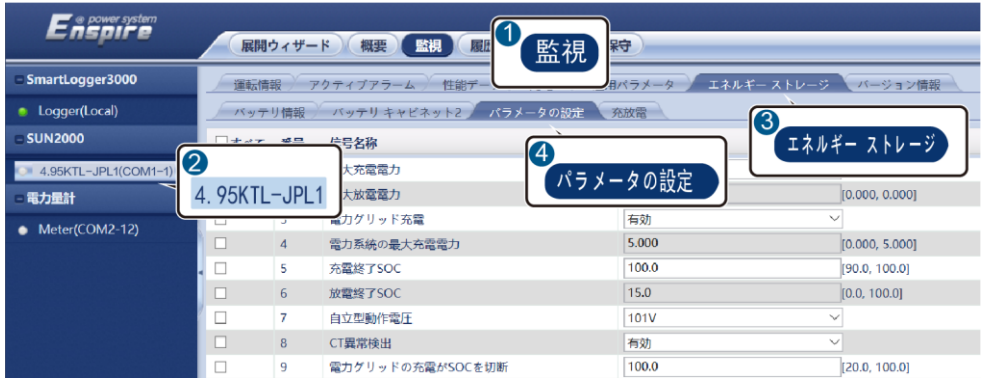 e power system
Enspire
展開ウィザード 概要 監視 履歴 保守
1
監視
SmartLogger3000
運転情報 アクティブアラーム 性能デー 用パラメータ エネルギー ストレージ バージョン情報
Logger(Local)
バッテリ情報 バッテリ キャビネット2 パラメータの設定 充放電
SUN2000
すべて 番号 信号名称
3
エネルギー ストレージ
2
4.95KTL-JPL1
4
パラメータの設定
4.95KTL-JPL1(COM1-1)
大充電電力
電力量計
大放電電力 [0.000, 0.000]
3 電力グリッド充電 有効
Meter(COM2-12)
4 電力系統の最大充電電力 5.000 [0.000, 5.000]
5 充電終了SOC 100.0 [90.0, 100.0]
6 放電終了SOC 15.0 [0.0, 100.0]
7 自立型動作電圧 101V
8 CT異常検出 有効
9 電力グリッドの充電がSOCを切断 100.0 [20.0, 100.0]